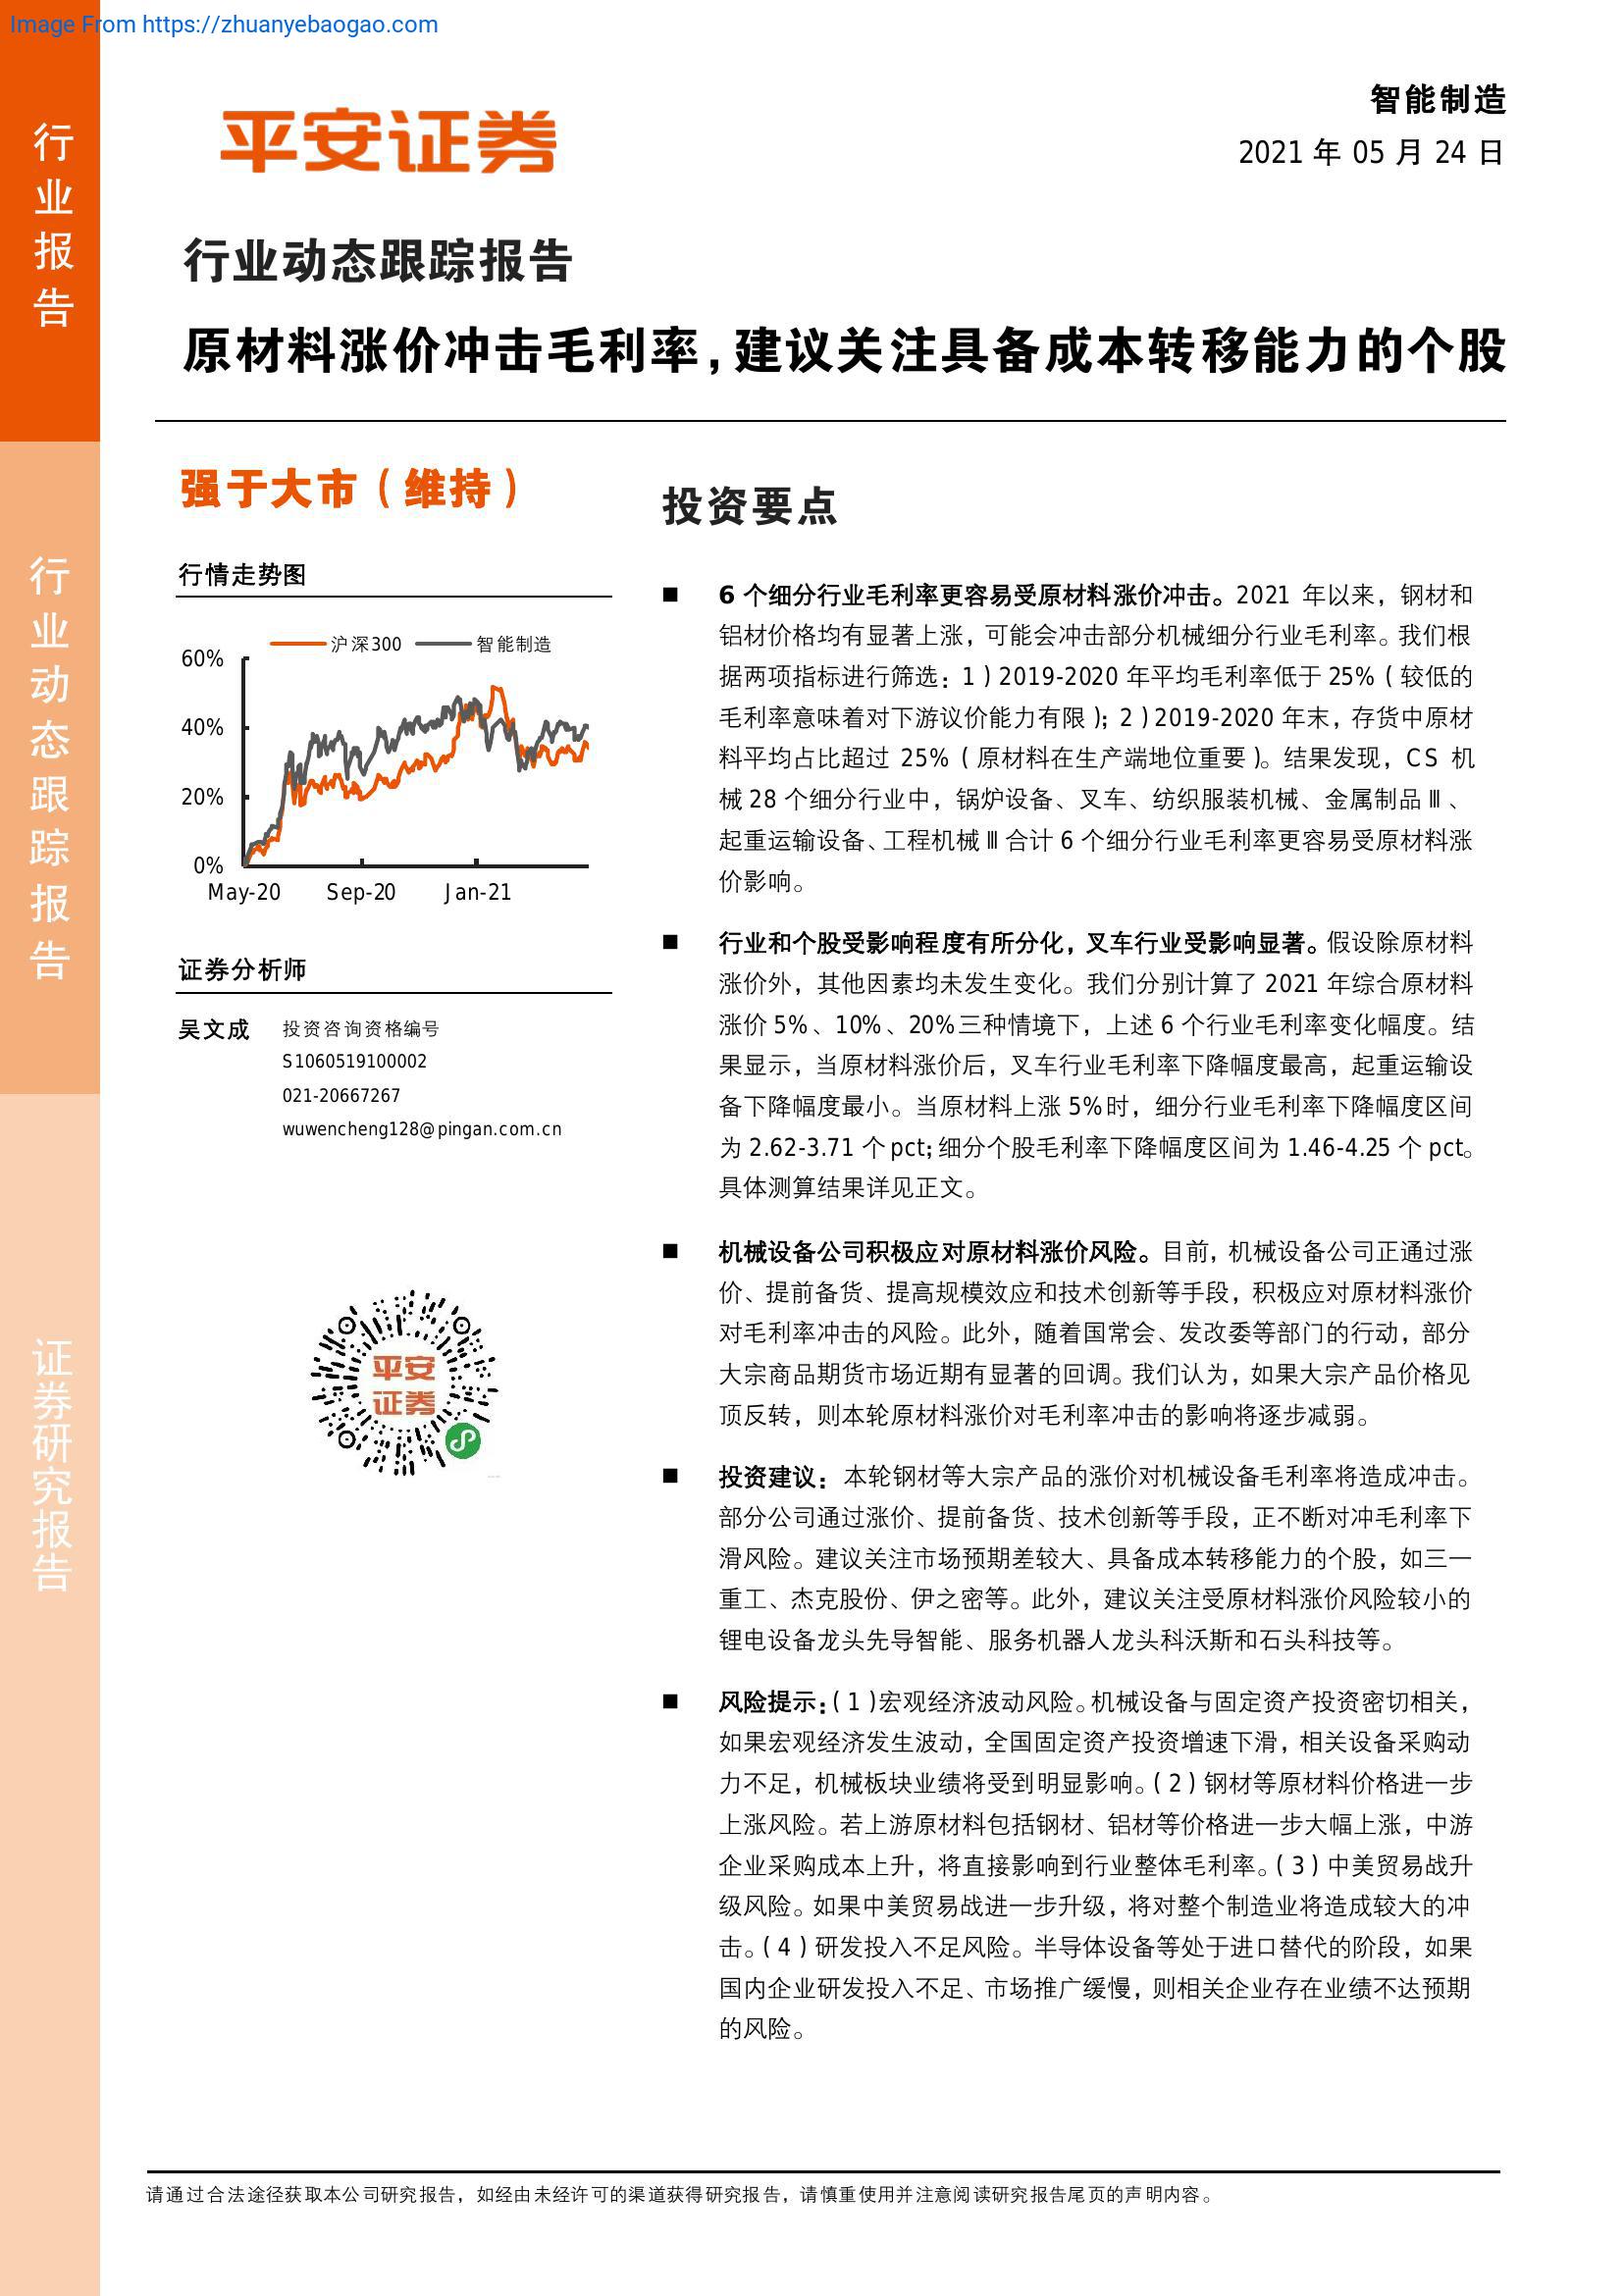 Image From https://zhuanyebaogao.com
行业报告
行业动态跟踪报告
证券研究报告
平安证券
智能制造
2021 年 05 月 24 日
行业动态跟踪报告
原材料涨价冲击毛利率，建议关注具备成本转移能力的个股
强于大市（维持）
行情走势图
沪深300 智能制造
60%
40%
20%
0%
May-20 Sep-20 Jan-21
证券分析师
吴文成 投资咨询资格编号
S1060519100002
021-20667267
wuwencheng128@pingan.com.cn
平安
证券
投资要点
■ 6 个细分行业毛利率更容易受原材料涨价冲击。2021 年以来，钢材和
铝材价格均有显著上涨，可能会冲击部分机械细分行业毛利率。我们根
据两项指标进行筛选：1）2019-2020 年平均毛利率低于 25%（较低的
毛利率意味着对下游议价能力有限）；2）2019-2020 年末，存货中原材
料平均占比超过 25%（原材料在生产端地位重要）。结果发现，CS 机
械 28 个细分行业中，锅炉设备、叉车、纺织服装机械、金属制品Ⅲ、
起重运输设备、工程机械Ⅲ合计 6 个细分行业毛利率更容易受原材料涨
价影响。
■ 行业和个股受影响程度有所分化，叉车行业受影响显著。假设除原材料
涨价外，其他因素均未发生变化。我们分别计算了 2021 年综合原材料
涨价 5%、10%、20%三种情境下，上述 6 个行业毛利率变化幅度。结
果显示，当原材料涨价后，叉车行业毛利率下降幅度最高，起重运输设
备下降幅度最小。当原材料上涨 5%时，细分行业毛利率下降幅度区间
为 2.62-3.71 个 pct；细分个股毛利率下降幅度区间为 1.46-4.25 个 pct。
具体测算结果详见正文。
■ 机械设备公司积极应对原材料涨价风险。目前，机械设备公司正通过涨
价、提前备货、提高规模效应和技术创新等手段，积极应对原材料涨价
对毛利率冲击的风险。此外，随着国常会、发改委等部门的行动，部分
大宗商品期货市场近期有显著的回调。我们认为，如果大宗产品价格见
顶反转，则本轮原材料涨价对毛利率冲击的影响将逐步减弱。
■ 投资建议：本轮钢材等大宗产品的涨价对机械设备毛利率将造成冲击。
部分公司通过涨价、提前备货、技术创新等手段，正不断对冲毛利率下
滑风险。建议关注市场预期差较大、具备成本转移能力的个股，如三一
重工、杰克股份、伊之密等。此外，建议关注受原材料涨价风险较小的
锂电设备龙头先导智能、服务机器人龙头科沃斯和石头科技等。
■ 风险提示：（1）宏观经济波动风险。机械设备与固定资产投资密切相关，
如果宏观经济发生波动，全国固定资产投资增速下滑，相关设备采购动
力不足，机械板块业绩将受到明显影响。（2）钢材等原材料价格进一步
上涨风险。若上游原材料包括钢材、铝材等价格进一步大幅上涨，中游
企业采购成本上升，将直接影响到行业整体毛利率。（3）中美贸易战升
级风险。如果中美贸易战进一步升级，将对整个制造业将造成较大的冲
击。（4）研发投入不足风险。半导体设备等处于进口替代的阶段，如果
国内企业研发投入不足、市场推广缓慢，则相关企业存在业绩不达预期
的风险。
请通过合法途径获取本公司研究报告，如经由未经许可的渠道获得研究报告，请慎重使用并注意阅读研究报告尾页的声明内容。